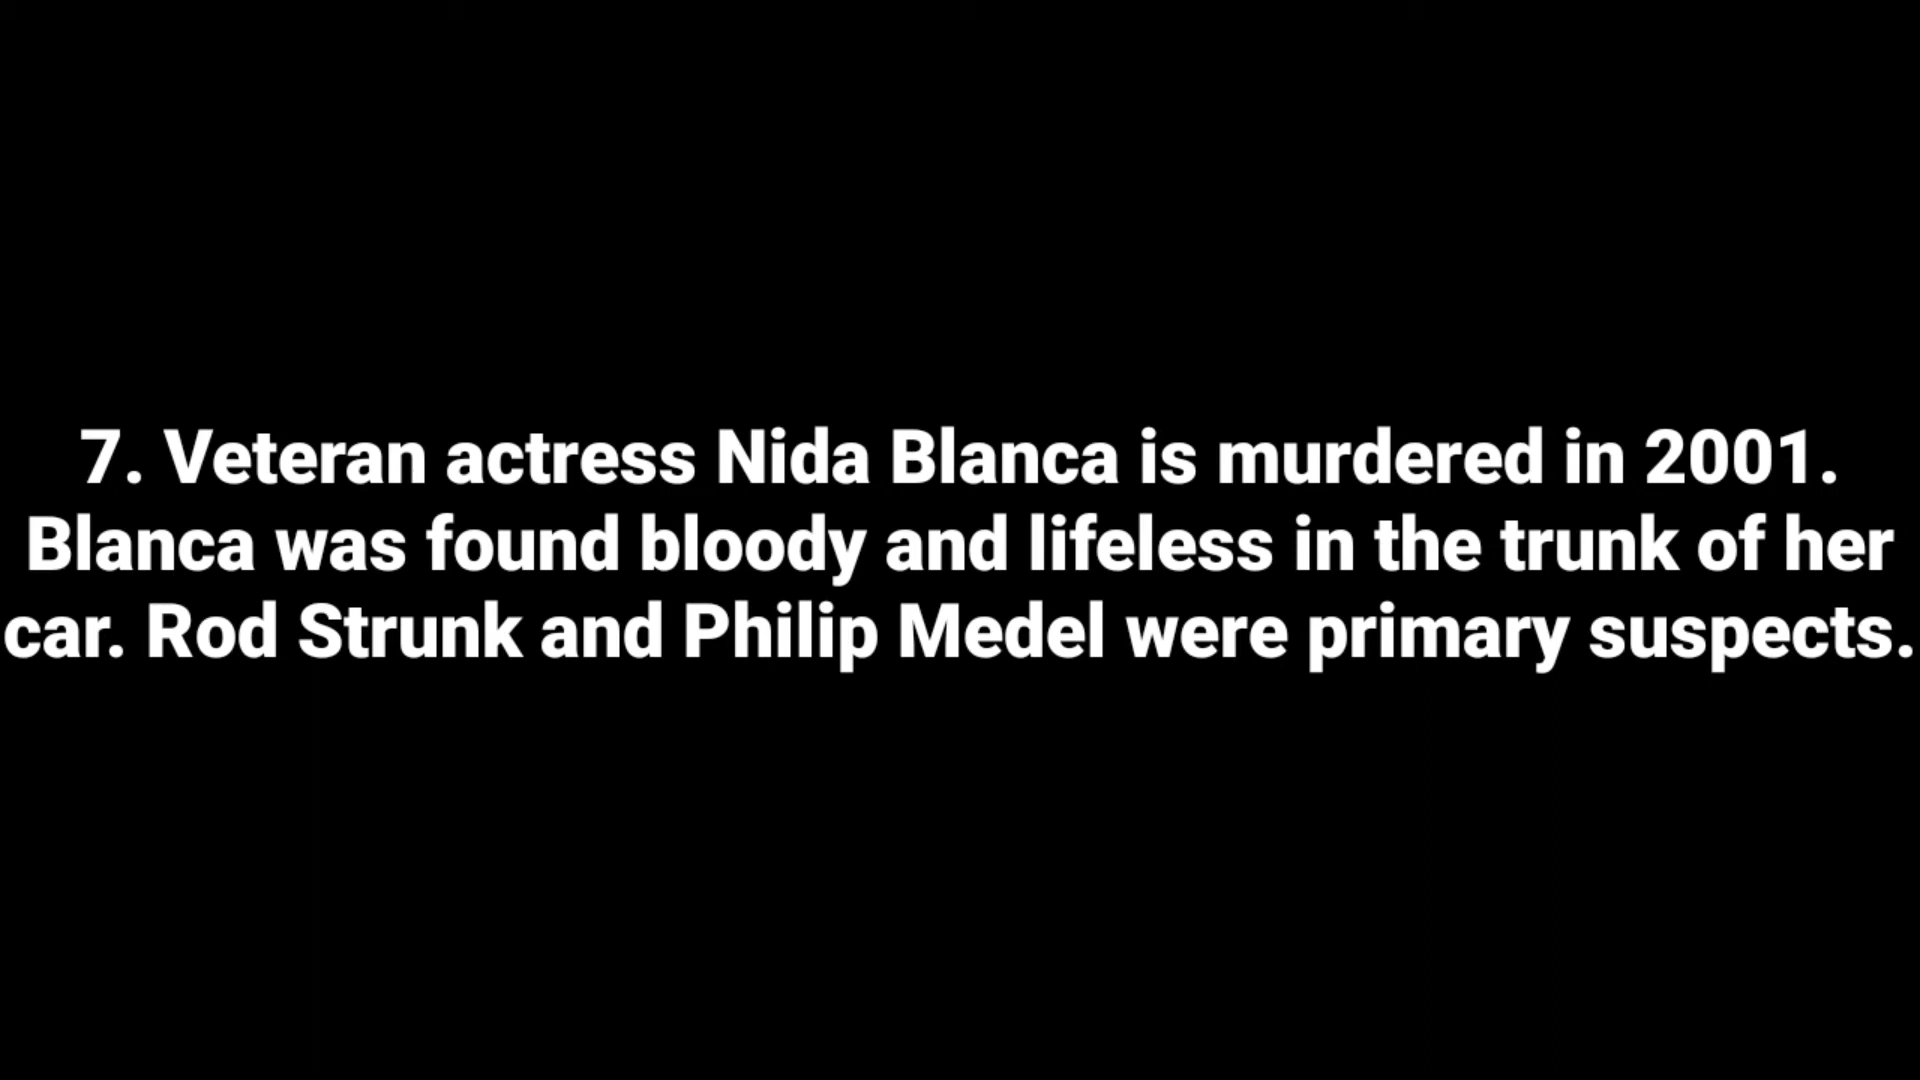 7. Veteran actress Nida Blanca is murdered in 2001.
Blanca was found bloody and lifeless in the trunk of her
car. Rod Strunk and Philip Medel were primary suspects.